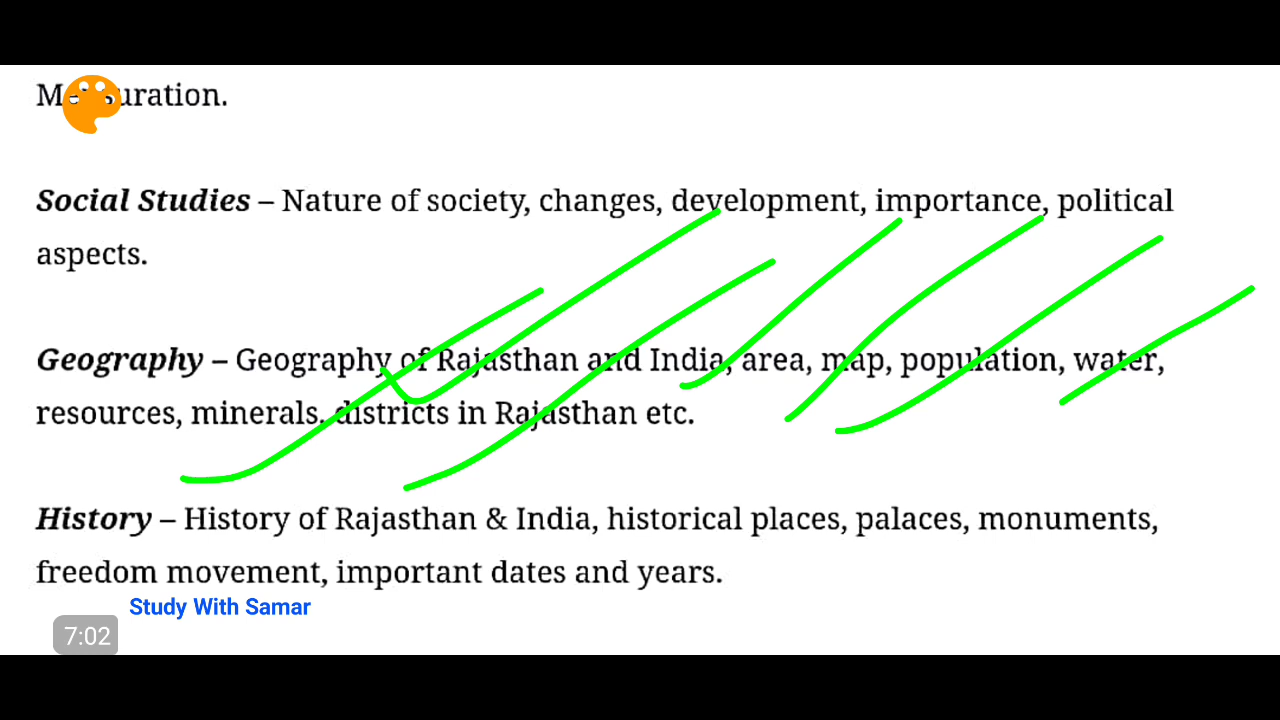 Mensuration.
Social Studies – Nature of society, changes, development, importance, political
aspects.
Geography – Geography of Rajasthan and India, area, map, population, water,
resources, minerals. districts in Rajasthan etc.
History – History of Rajasthan & India, historical places, palaces, monuments,
freedom movement, important dates and years.
Study With Samar
7:02